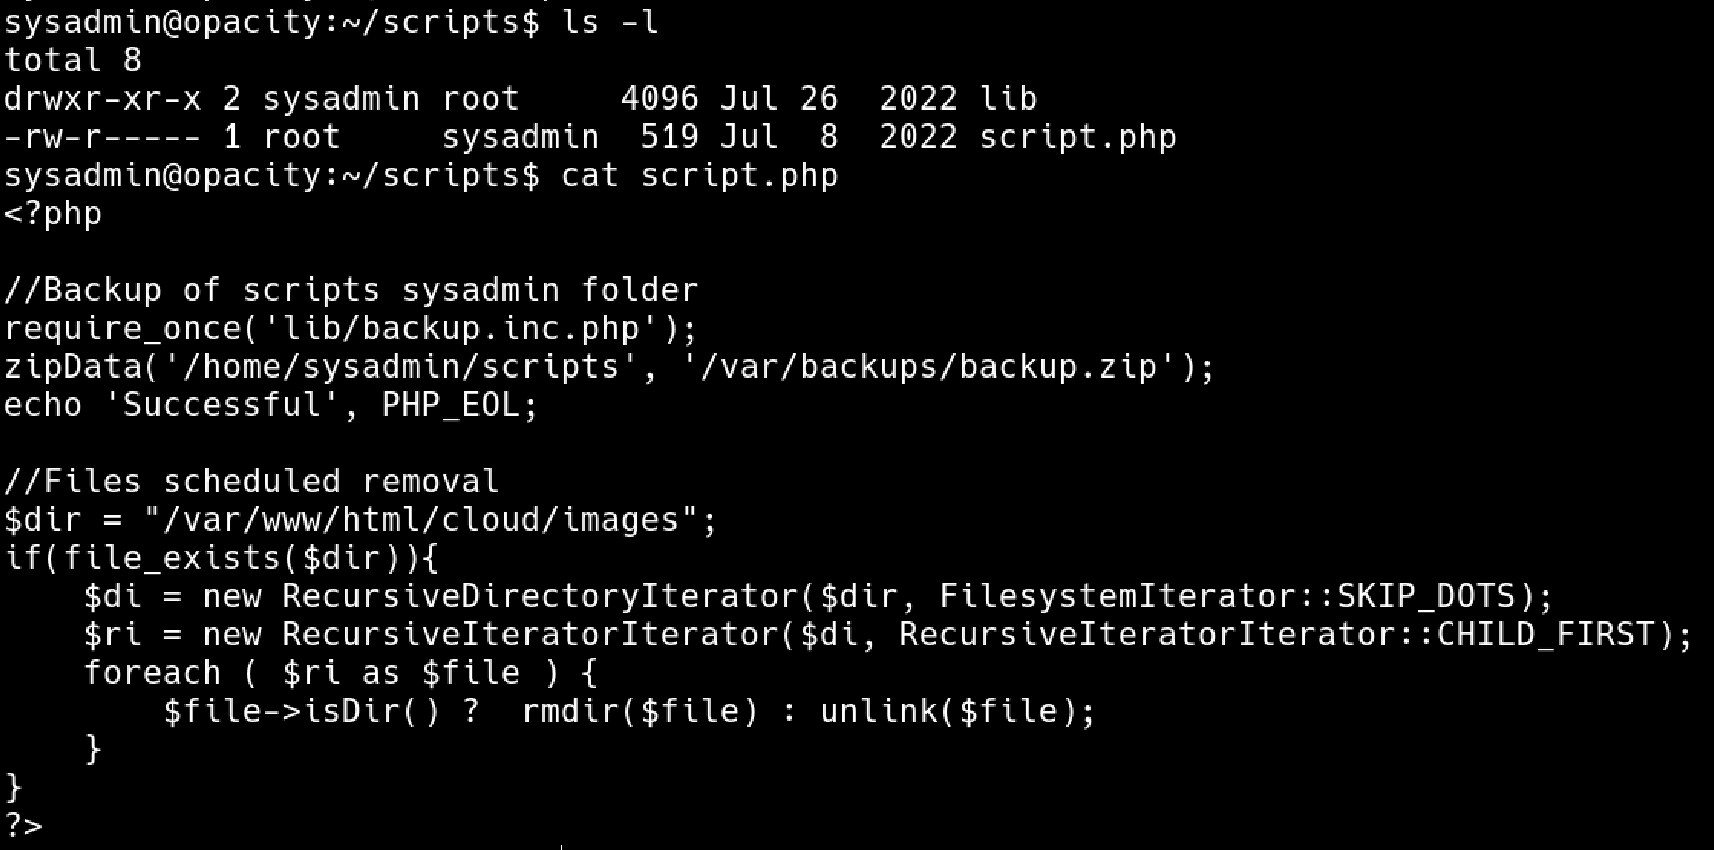 sysadmin@opacity:~/scripts$ ls -l
total 8
drwxr-xr-x 2 sysadmin root     4096 Jul 26  2022 lib
-rw-r----- 1 root     sysadmin  519 Jul  8  2022 script.php
sysadmin@opacity:~/scripts$ cat script.php
<?php

//Backup of scripts sysadmin folder
require_once('lib/backup.inc.php');
zipData('/home/sysadmin/scripts', '/var/backups/backup.zip');
echo 'Successful', PHP_EOL;

//Files scheduled removal
$dir = "/var/www/html/cloud/images";
if(file_exists($dir)){
    $di = new RecursiveDirectoryIterator($dir, FilesystemIterator::SKIP_DOTS);
    $ri = new RecursiveIteratorIterator($di, RecursiveIteratorIterator::CHILD_FIRST);
    foreach ( $ri as $file ) {
        $file->isDir() ?  rmdir($file) : unlink($file);
    }
}
?>